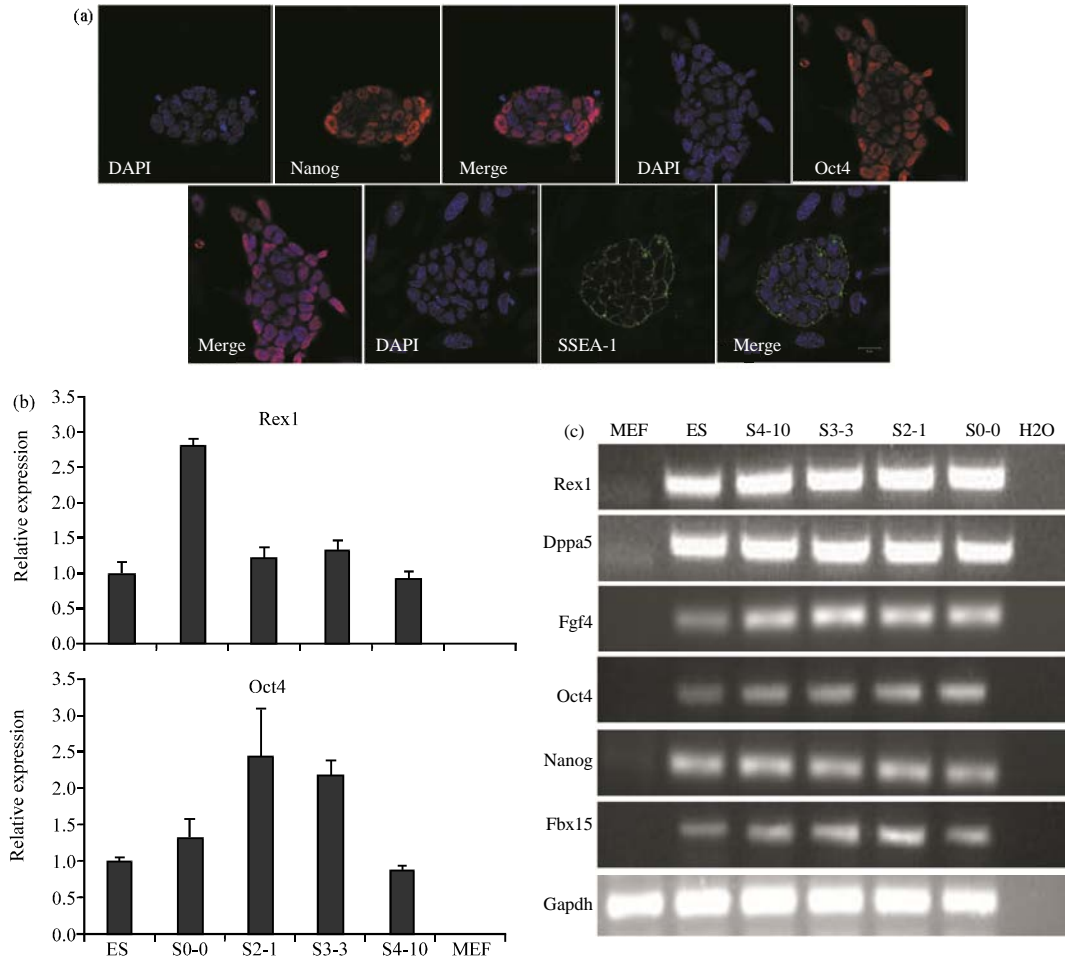 (a)
DAPI
Nanog
Merge
DAPI
Oct4
Merge
DAPI
SSEA-1
Merge
(b)
Rex1
Relative expression
3.5
3.0
2.5
2.0
1.5
1.0
0.5
0.0
Oct4
Relative expression
3.5
3.0
2.5
2.0
1.5
1.0
0.5
0.0
ES S0-0 S2-1 S3-3 S4-10 MEF
(c)
MEF ES S4-10 S3-3 S2-1 S0-0 H2O
Rex1
Dppa5
Fgf4
Oct4
Nanog
Fbx15
Gapdh